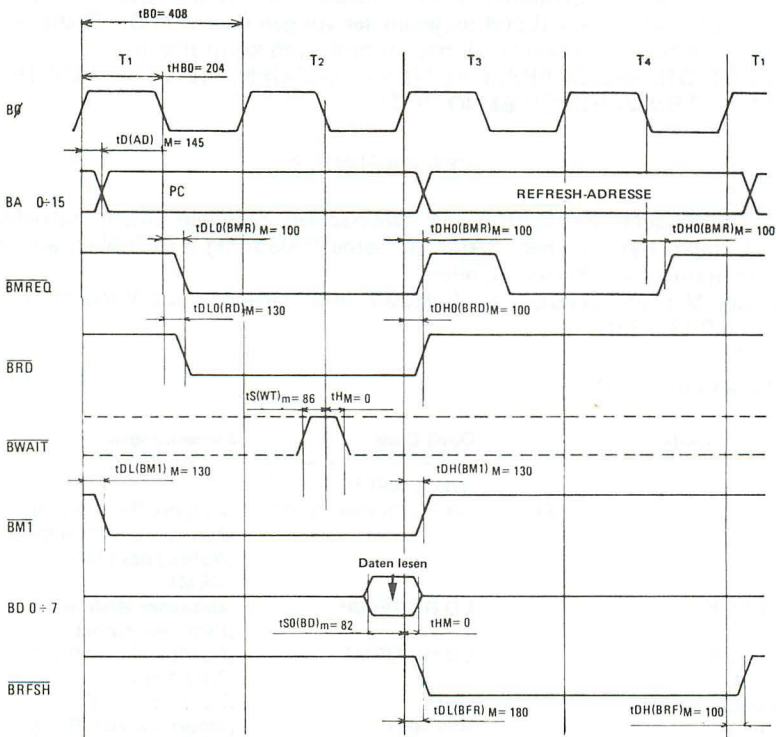 tB0= 408
T1 T2 T3 T4 T1
tHB0= 204
BØ
tD(AD) M= 145
BA 0÷15 PC REFRESH-ADRESSE
tDL0(BMR) M= 100 tDH0(BMR) M= 100 tDH0(BMR) M= 100
BMREQ
tDL0(RD) M= 130 tDH0(BRD) M= 100
BRD
tS(WT) m= 86 tH M= 0
BWAIT
tDL(BM1) M= 130 tDH(BM1) M= 130
BM1
Daten lesen
BD 0÷7
tS0(BD) m= 82 tHM= 0
BRFSH
tDL(BFR) M= 180 tDH(BRF) M= 100